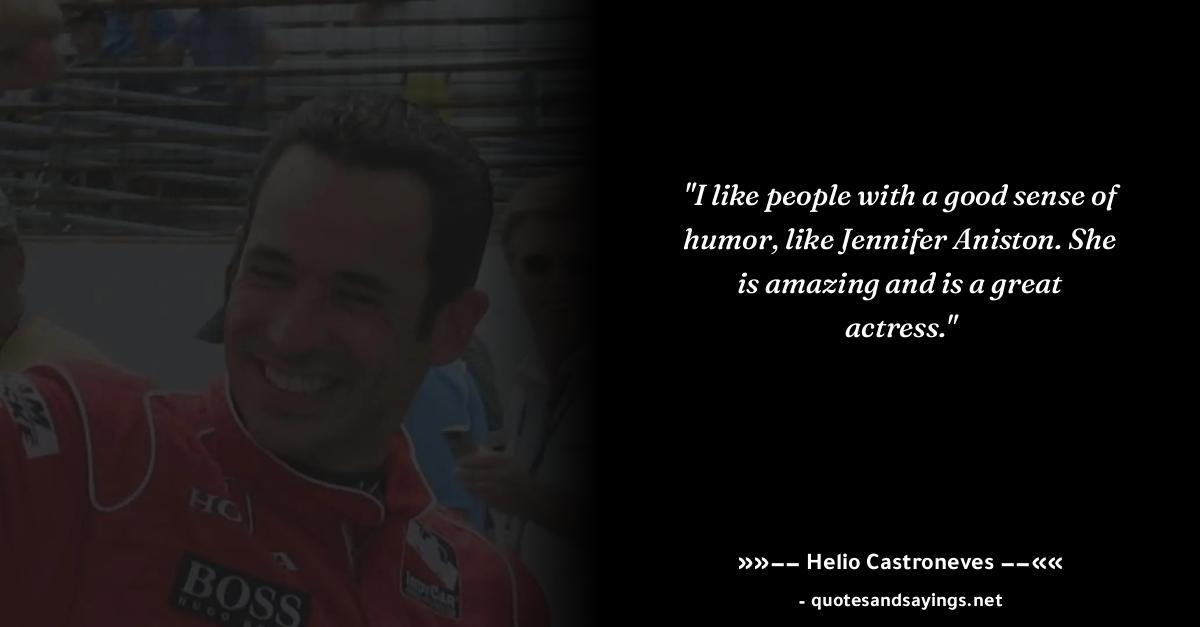 "I like people with a good sense of
humor, like Jennifer Aniston. She
is amazing and is a great
actress."
»»–– Helio Castroneves ––««
- quotesandsayings.net
HC
BOSS
HUGO
INDYCAR